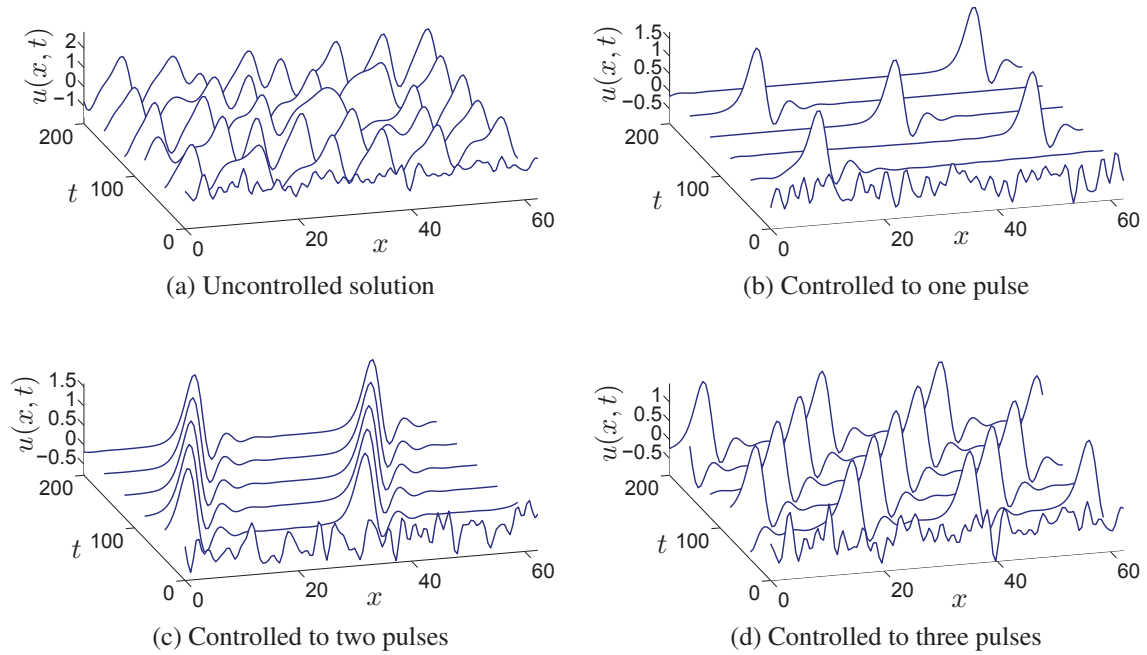 u(x, t)
2
1
0
−1
200
100
0
t
0
20
40
60
x
(a) Uncontrolled solution
u(x, t)
1.5
1
0.5
0
−0.5
200
100
0
t
0
20
40
60
x
(b) Controlled to one pulse
u(x, t)
1.5
1
0.5
0
−0.5
200
100
0
t
0
20
40
60
x
(c) Controlled to two pulses
u(x, t)
1
0.5
0
−0.5
200
100
0
t
0
20
40
60
x
(d) Controlled to three pulses